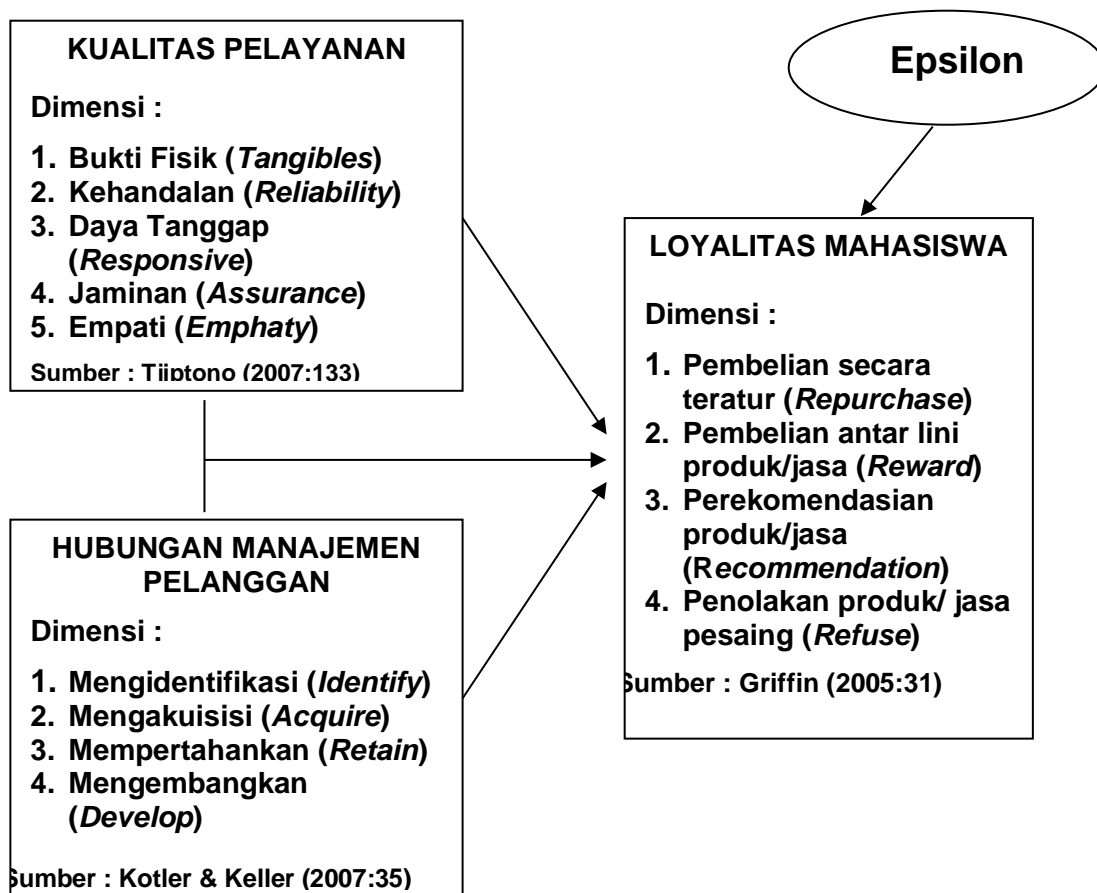 KUALITAS PELAYANAN
Dimensi :
1. Bukti Fisik (Tangibles)
2. Kehandalan (Reliability)
3. Daya Tanggap
(Responsive)
4. Jaminan (Assurance)
5. Empati (Emphaty)
Sumber : Tjiptono (2007:133)
HUBUNGAN MANAJEMEN
PELANGGAN
Dimensi :
1. Mengidentifikasi (Identify)
2. Mengakuisisi (Acquire)
3. Mempertahankan (Retain)
4. Mengembangkan
(Develop)
Sumber : Kotler & Keller (2007:35)
Epsilon
LOYALITAS MAHASISWA
Dimensi :
1. Pembelian secara
teratur (Repurchase)
2. Pembelian antar lini
produk/jasa (Reward)
3. Perekomendasian
produk/jasa
(Recommendation)
4. Penolakan produk/ jasa
pesaing (Refuse)
Sumber : Griffin (2005:31)